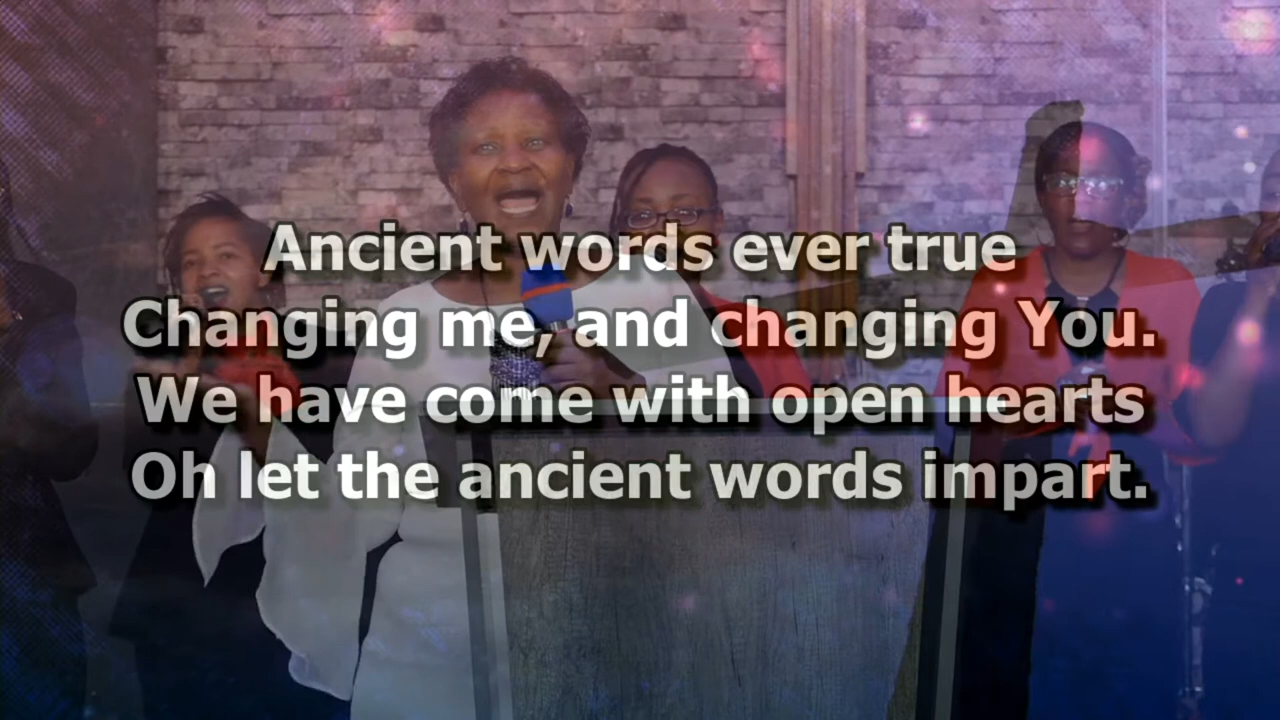 Ancient words ever true
Changing me, and changing You.
We have come with open hearts
Oh let the ancient words impart.